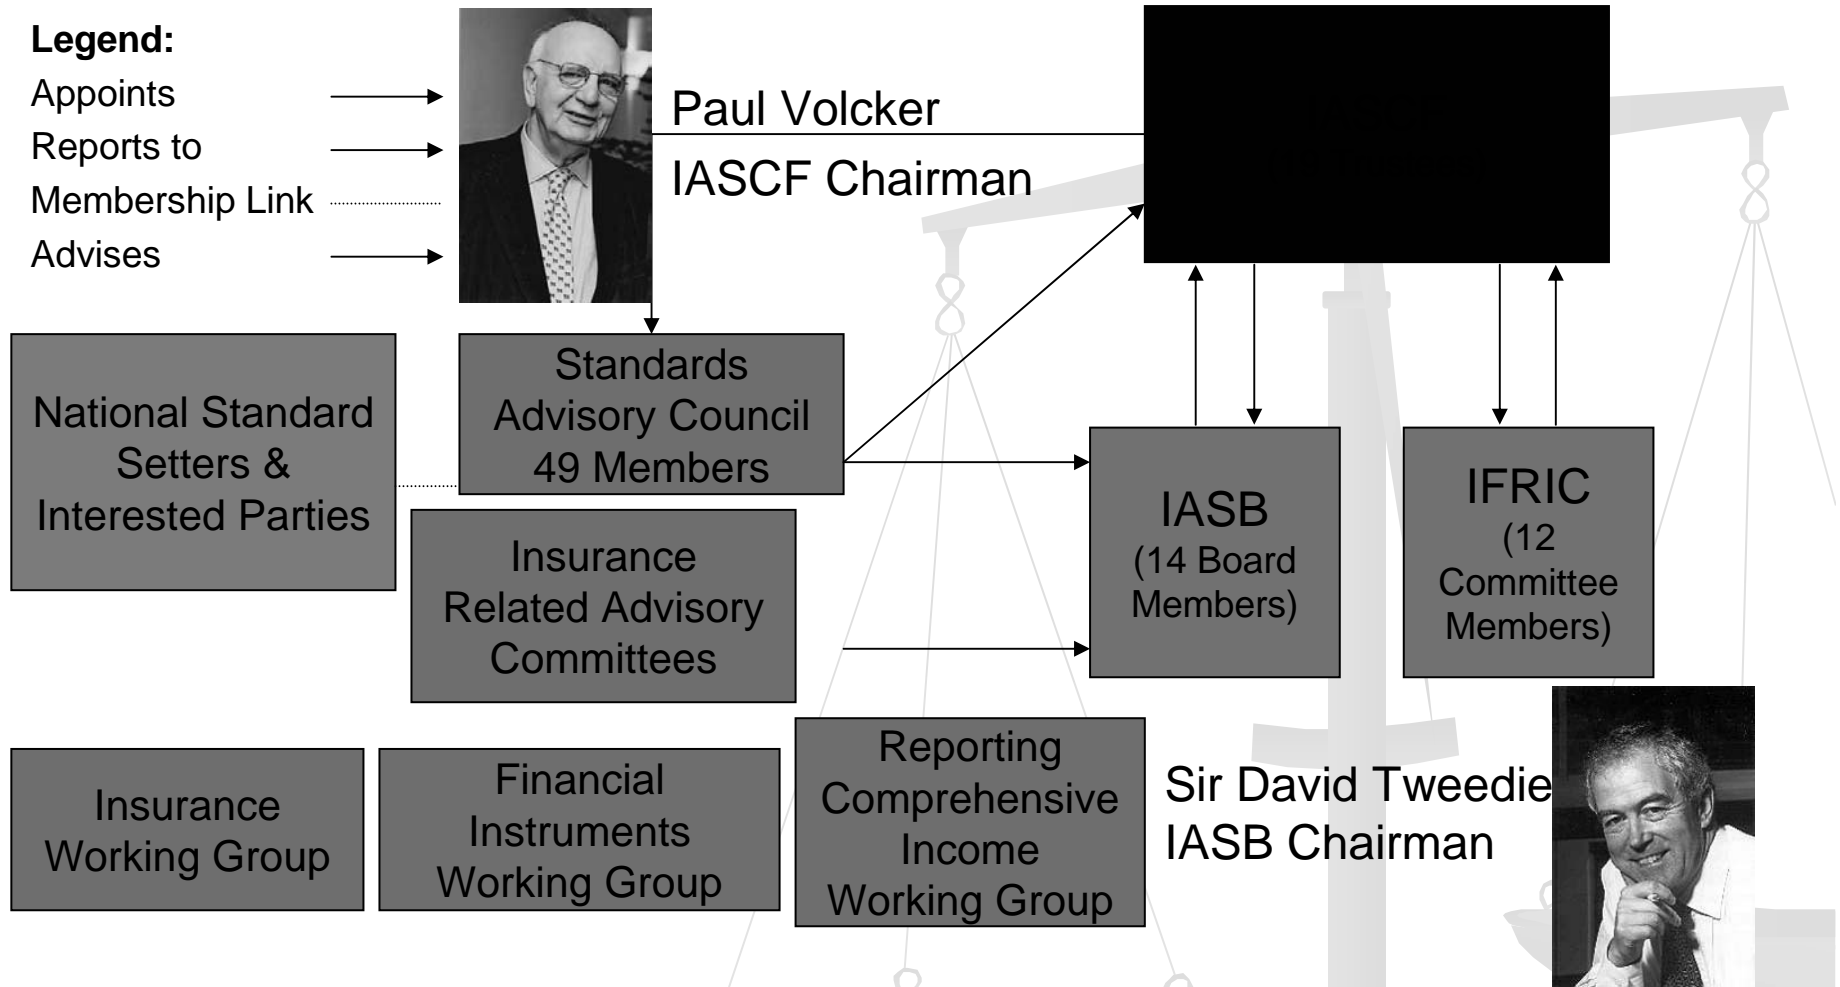 Legend:
Appoints
Reports to
Membership Link
Advises
Paul Volcker
IASCF Chairman
National Standard
Setters &
Interested Parties
Standards
Advisory Council
49 Members
Insurance
Related Advisory
Committees
IASB
(14 Board
Members)
IFRIC
(12
Committee
Members)
Insurance
Working Group
Financial
Instruments
Working Group
Reporting
Comprehensive
Income
Working Group
Sir David Tweedie
IASB Chairman